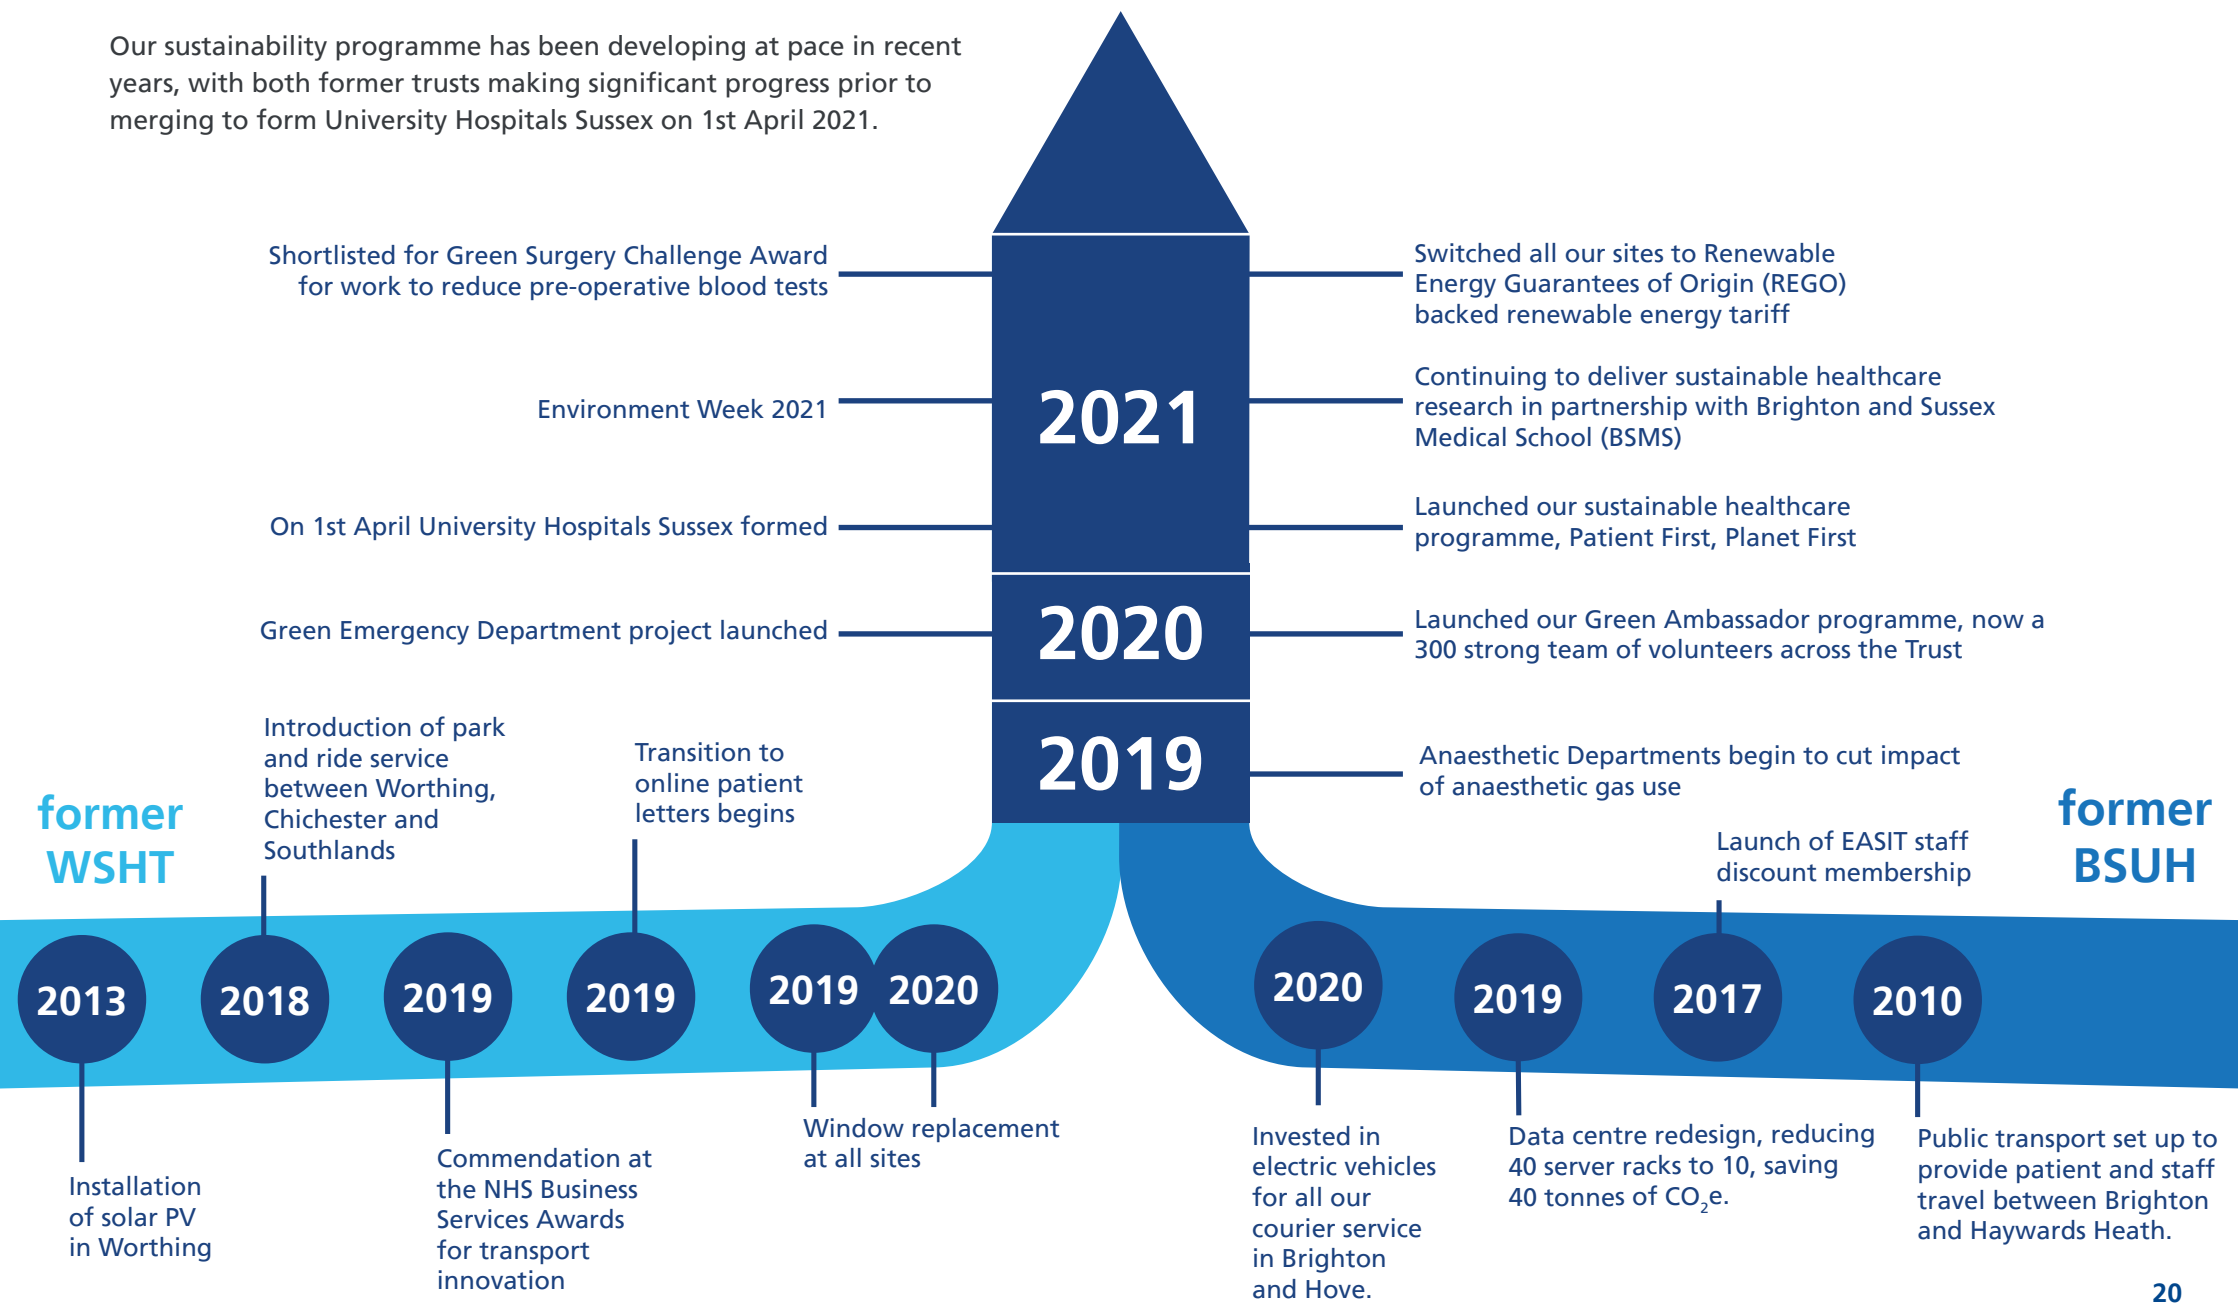 Our sustainability programme has been developing at pace in recent
years, with both former trusts making significant progress prior to
merging to form University Hospitals Sussex on 1st April 2021.
Shortlisted for Green Surgery Challenge Award
for work to reduce pre-operative blood tests
Switched all our sites to Renewable
Energy Guarantees of Origin (REGO)
backed renewable energy tariff
Environment Week 2021
2021
Continuing to deliver sustainable healthcare
research in partnership with Brighton and Sussex
Medical School (BSMS)
On 1st April University Hospitals Sussex formed
Launched our sustainable healthcare
programme, Patient First, Planet First
Green Emergency Department project launched
2020
Launched our Green Ambassador programme, now a
300 strong team of volunteers across the Trust
2019
Anaesthetic Departments begin to cut impact
of anaesthetic gas use
former
WSHT
Introduction of park
and ride service
between Worthing,
Chichester and
Southlands
Transition to
online patient
letters begins
Launch of EASIT staff
discount membership
former
BSUH
2013
2018
2019
2019
2019
2020
2020
2019
2017
2010
Installation
of solar PV
in Worthing
Commendation at
the NHS Business
Services Awards
for transport
innovation
Window replacement
at all sites
Invested in
electric vehicles
for all our
courier service
in Brighton
and Hove.
Data centre redesign, reducing
40 server racks to 10, saving
40 tonnes of CO₂e.
Public transport set up to
provide patient and staff
travel between Brighton
and Haywards Heath.
20